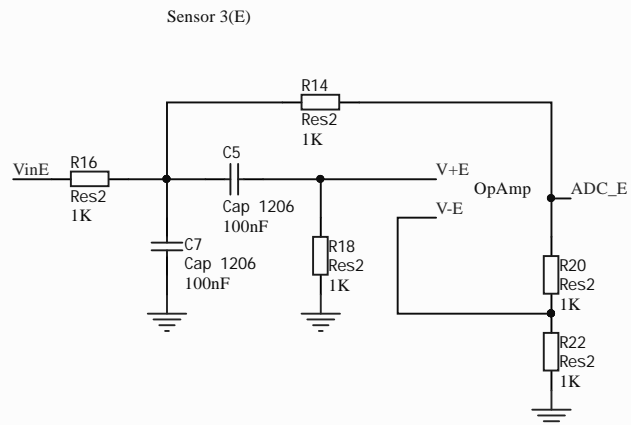 Sensor 3(E)
R14
Res2
1K
VinE
R16
Res2
1K
C5
Cap 1206
100nF
V+E
OpAmp
ADC_E
V-E
C7
Cap 1206
100nF
R18
Res2
1K
R20
Res2
1K
R22
Res2
1K